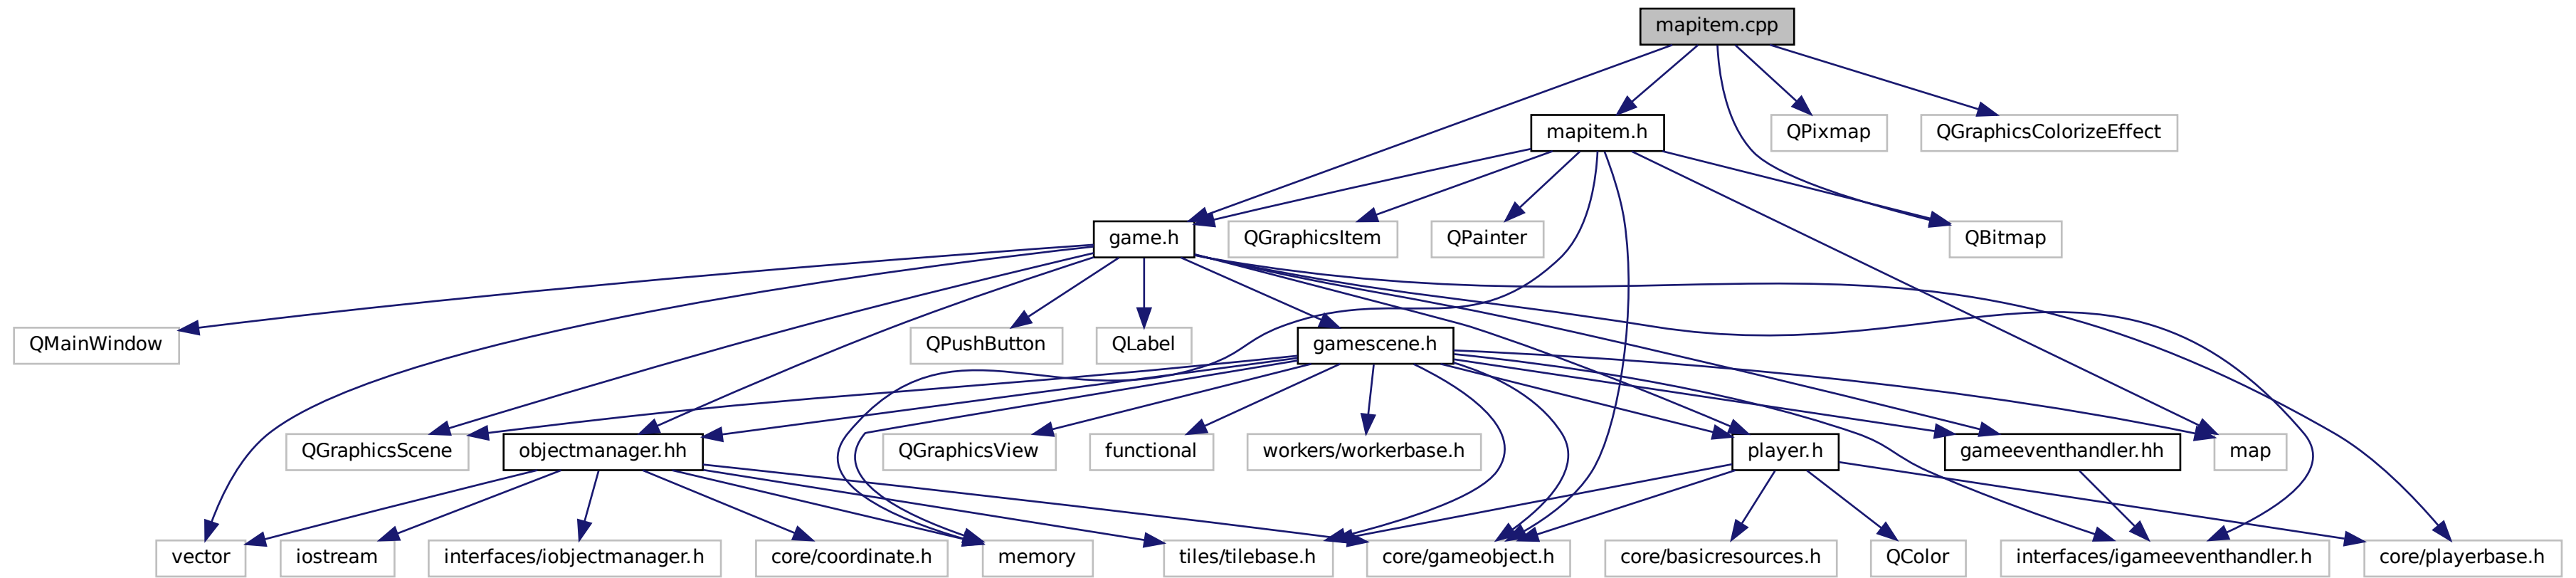 mapitem.cpp
mapitem.h
QPixmap
QGraphicsColorizeEffect
game.h
QGraphicsItem
QPainter
QBitmap
QMainWindow
QPushButton
QLabel
gamescene.h
QGraphicsScene
objectmanager.hh
QGraphicsView
functional
workers/workerbase.h
player.h
gameeventhandler.hh
map
vector
iostream
interfaces/iobjectmanager.h
core/coordinate.h
memory
tiles/tilebase.h
core/gameobject.h
core/basicresources.h
QColor
interfaces/igameeventhandler.h
core/playerbase.h